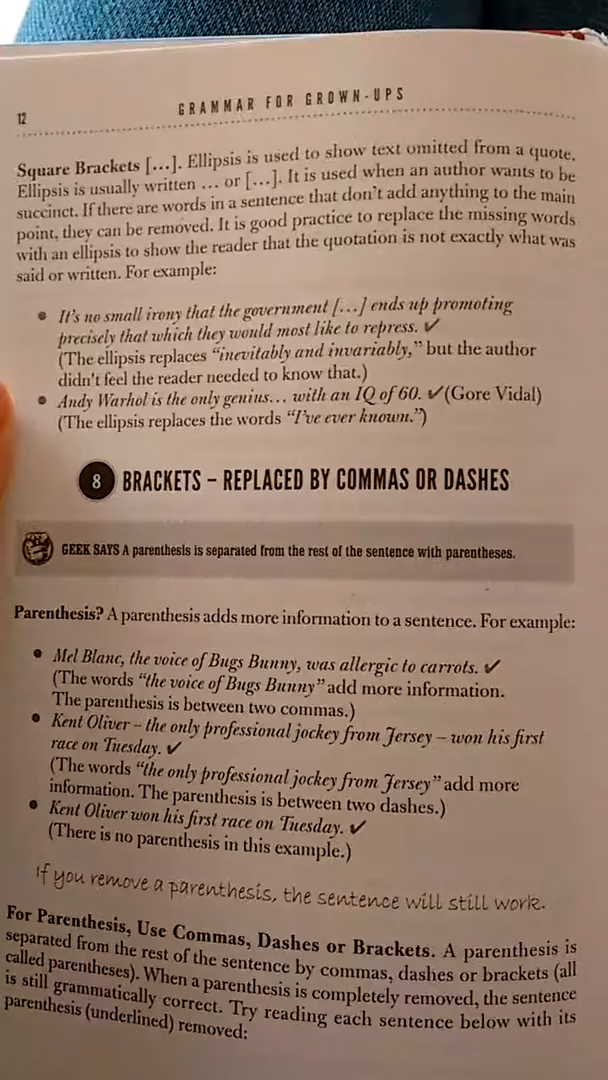 12
GRAMMAR FOR GROWN-UPS
Square Brackets [...]. Ellipsis is used to show text omitted from a quote.
Ellipsis is usually written ... or [...]. It is used when an author wants to be
succinct. If there are words in a sentence that don't add anything to the main
point, they can be removed. It is good practice to replace the missing words
with an ellipsis to show the reader that the quotation is not exactly what was
said or written. For example:
• It's no small irony that the government [...] ends up promoting
precisely that which they would most like to repress. ✔
(The ellipsis replaces "inevitably and invariably," but the author
didn't feel the reader needed to know that.)
• Andy Warhol is the only genius... with an IQ of 60. ✔ (Gore Vidal)
(The ellipsis replaces the words "I've ever known.")
8 BRACKETS – REPLACED BY COMMAS OR DASHES
GEEK SAYS A parenthesis is separated from the rest of the sentence with parentheses.
Parenthesis? A parenthesis adds more information to a sentence. For example:
• Mel Blanc, the voice of Bugs Bunny, was allergic to carrots. ✔
(The words "the voice of Bugs Bunny" add more information.
The parenthesis is between two commas.)
• Kent Oliver – the only professional jockey from Jersey – won his first
race on Tuesday. ✔
(The words "the only professional jockey from Jersey" add more
information. The parenthesis is between two dashes.)
• Kent Oliver won his first race on Tuesday. ✔
(There is no parenthesis in this example.)
If you remove a parenthesis, the sentence will still work.
For Parenthesis, Use Commas, Dashes or Brackets. A parenthesis is
separated from the rest of the sentence by commas, dashes or brackets (all
called parentheses). When a parenthesis is completely removed, the sentence
is still grammatically correct. Try reading each sentence below with its
parenthesis (underlined) removed: